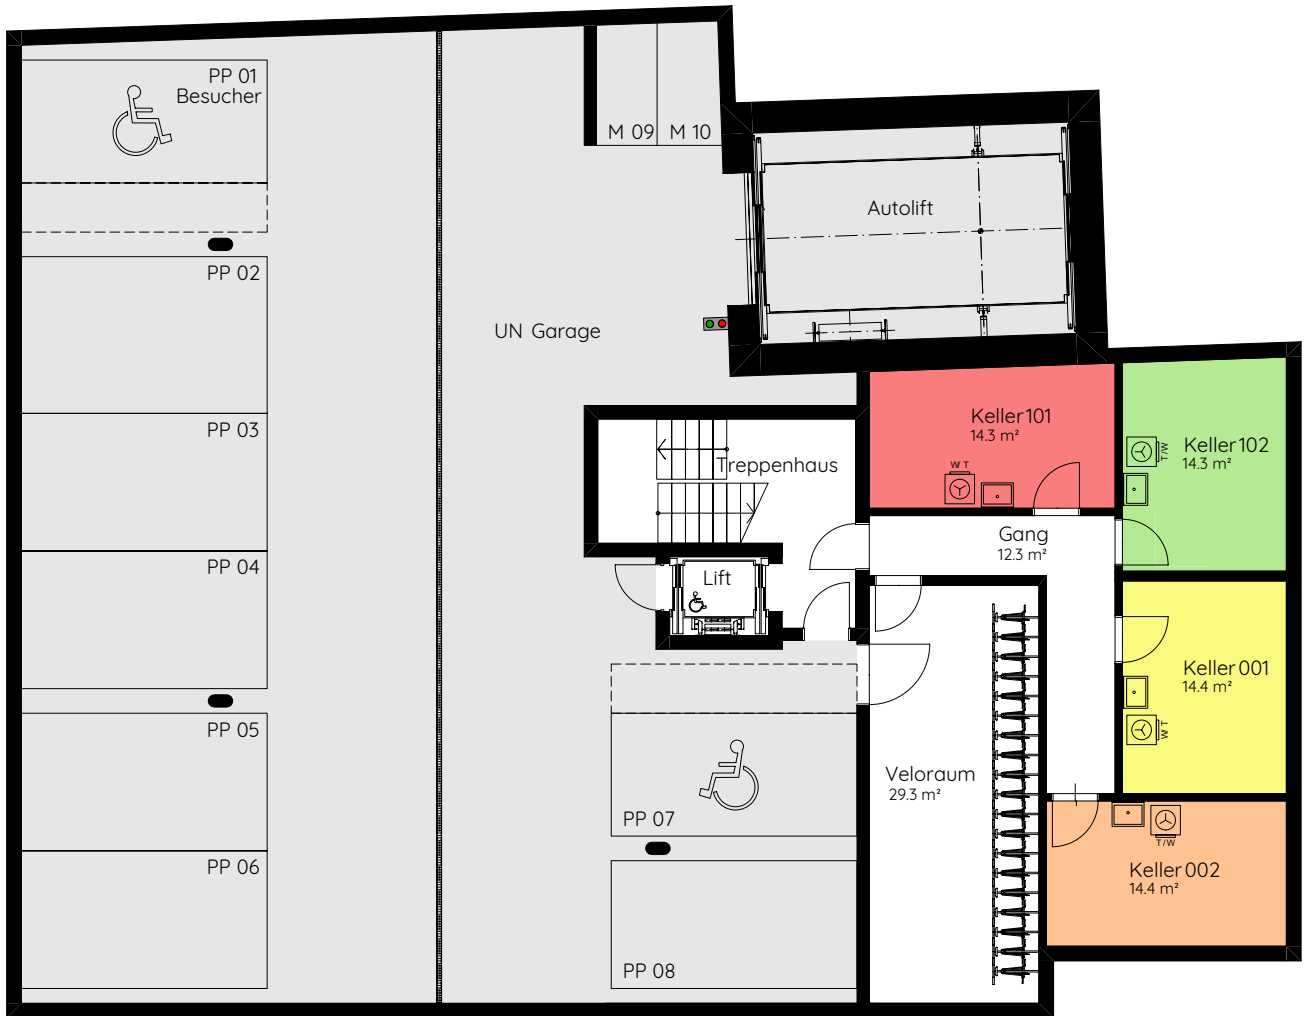 PP 01
Besucher
M 09
M 10
Autolift
PP 02
UN Garage
PP 03
Keller 101
14.3 m²
W T
Keller 102
14.3 m²
T/W
Treppenhaus
Gang
12.3 m²
PP 04
Lift
Keller 001
14.4 m²
W T
PP 05
Veloraum
29.3 m²
PP 07
T/W
PP 06
Keller 002
14.4 m²
PP 08